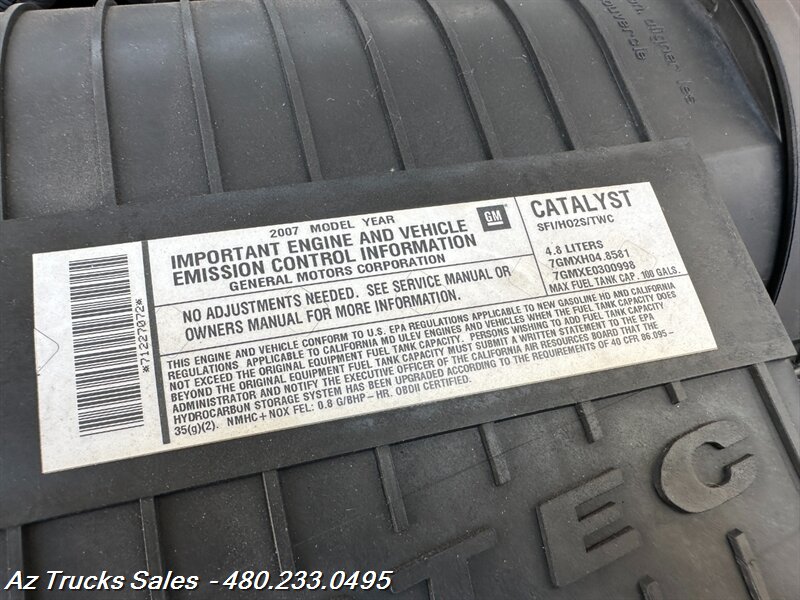 on aligner les
couvercle
*71227072*
2007 MODEL YEAR
IMPORTANT ENGINE AND VEHICLE
EMISSION CONTROL INFORMATION
GENERAL MOTORS CORPORATION
GM
NO ADJUSTMENTS NEEDED. SEE SERVICE MANUAL OR
OWNERS MANUAL FOR MORE INFORMATION.
CATALYST
SFI/HO2S/TWC
4.8 LITERS
7GMXH04.8581
7GMXE0300998
MAX FUEL TANK CAP. 100 GALS.
THIS ENGINE AND VEHICLE CONFORM TO U.S. EPA REGULATIONS APPLICABLE TO NEW GASOLINE HD AND CALIFORNIA
REGULATIONS APPLICABLE TO CALIFORNIA MD ULEV ENGINES AND VEHICLES WHEN THE FUEL TANK CAPACITY DOES
NOT EXCEED THE ORIGINAL EQUIPMENT FUEL TANK CAPACITY. PERSONS WISHING TO ADD FUEL TANK CAPACITY
BEYOND THE ORIGINAL EQUIPMENT FUEL TANK CAPACITY MUST SUBMIT A WRITTEN STATEMENT TO THE EPA
ADMINISTRATOR AND NOTIFY THE EXECUTIVE OFFICER OF THE CALIFORNIA AIR RESOURCES BOARD THAT THE
HYDROCARBUN STORAGE SYSTEM HAS BEEN UPGRADED ACCORDING TO THE REQUIREMENTS OF 40 CFR 86.095-
35(g)(2). NMHC+NOX FEL: 0.8 G/BHP-HR. OBDII CERTIFIED.
TEC
Az Trucks Sales - 480.233.0495